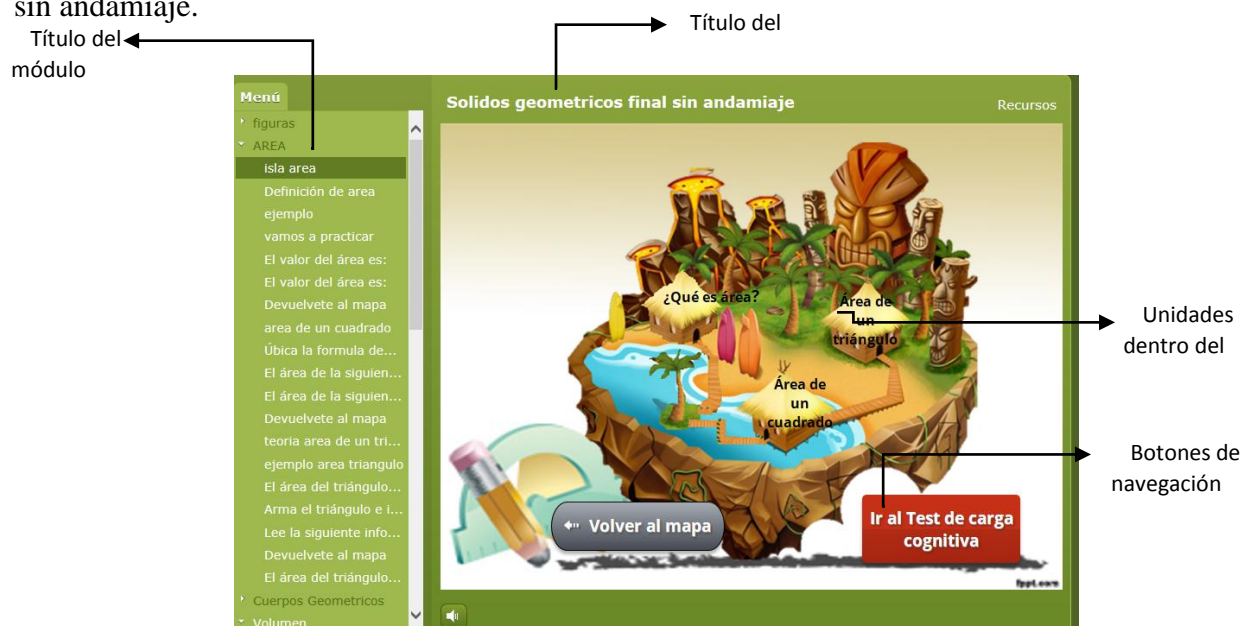 sin andamiaje.
Título del
módulo
Título del
Menú
figuras
AREA
isla area
Definición de area
ejemplo
vamos a practicar
El valor del área es:
El valor del área es:
Devuelvete al mapa
area de un cuadrado
Úbica la formula de...
El área de la siguien...
El área de la siguien...
Devuelvete al mapa
teoria area de un tri...
ejemplo area triangulo
El área del triángulo...
Arma el triángulo e i...
Lee la siguiente info...
Devuelvete al mapa
El área del triángulo...
Cuerpos Geometricos
Volumen
Solidos geometricos final sin andamiaje
Recursos
¿Qué es área?
Área de
un
triángulo
Área de
un
cuadrado
Volver al mapa
Ir al Test de carga
cognitiva
fppt.com
Unidades
dentro del
Botones de
navegación